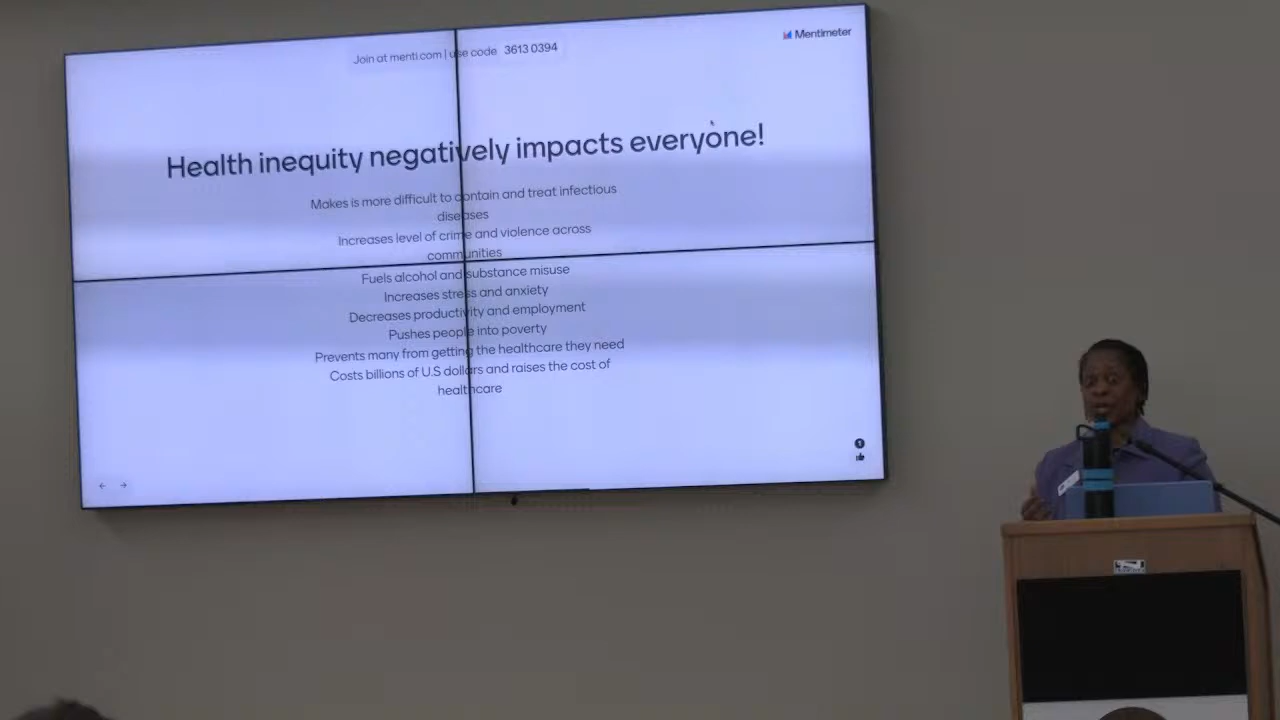 Join at menti.com | use code 3613 0394
Mentimeter
Health inequity negatively impacts everyone!
Makes is more difficult to contain and treat infectious
diseases
Increases level of crime and violence across
communities
Fuels alcohol and substance misuse
Increases stress and anxiety
Decreases productivity and employment
Pushes people into poverty
Prevents many from getting the healthcare they need
Costs billions of U.S dollars and raises the cost of
healthcare